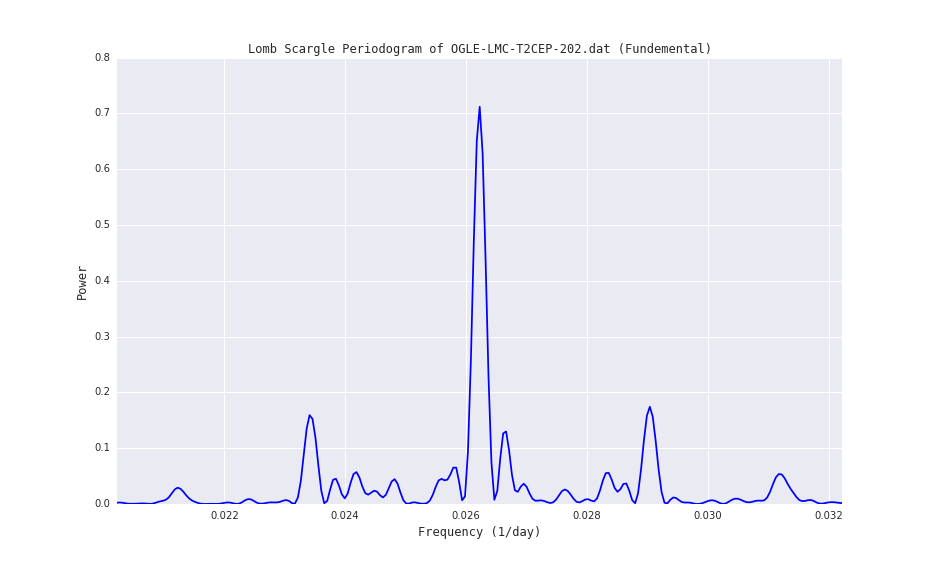 Lomb Scargle Periodogram of OGLE-LMC-T2CEP-202.dat (Fundemental)
0.8
0.7
0.6
0.5
0.4
0.3
0.2
0.1
0.0
Power
0.022 0.024 0.026 0.028 0.030 0.032
Frequency (1/day)